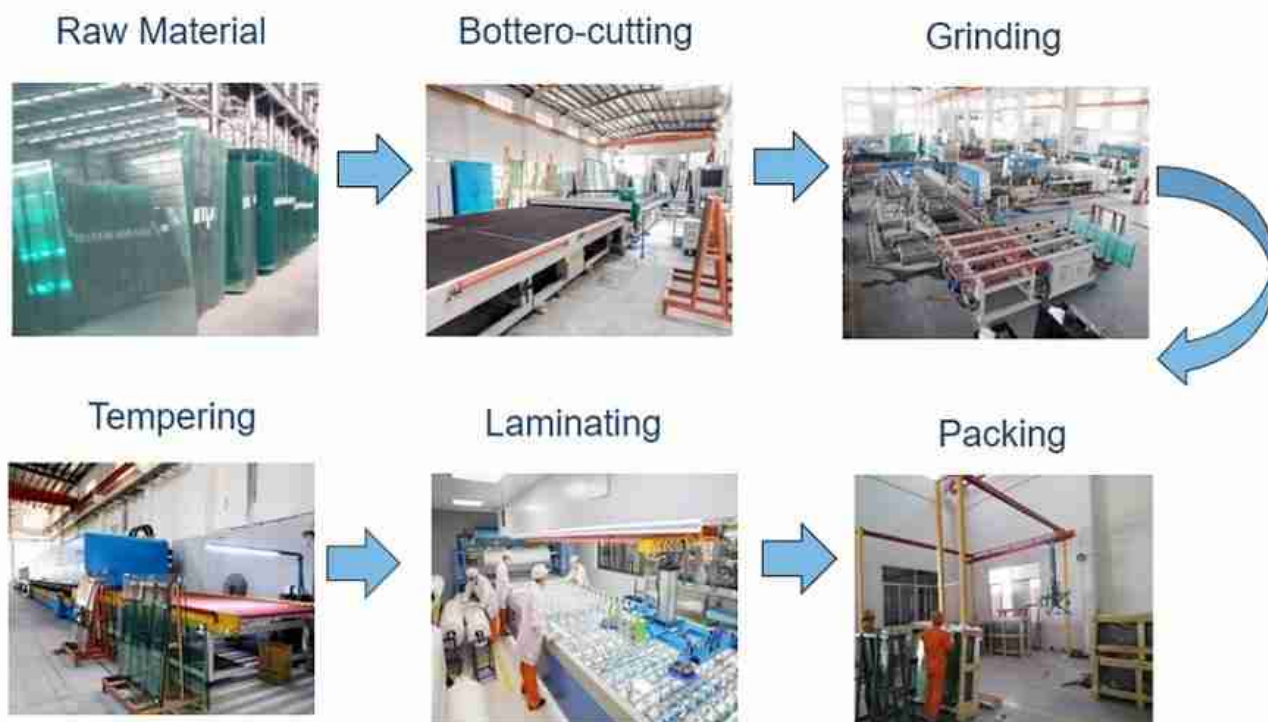 Raw Material
Bottero-cutting
Grinding
Tempering
Laminating
Packing